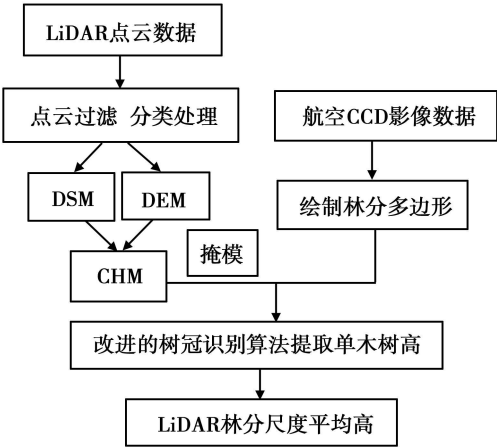 LiDAR点云数据
点云过滤 分类处理
航空CCD影像数据
DSM
DEM
绘制林分多边形
掩模
CHM
改进的树冠识别算法提取单木树高
LiDAR林分尺度平均高